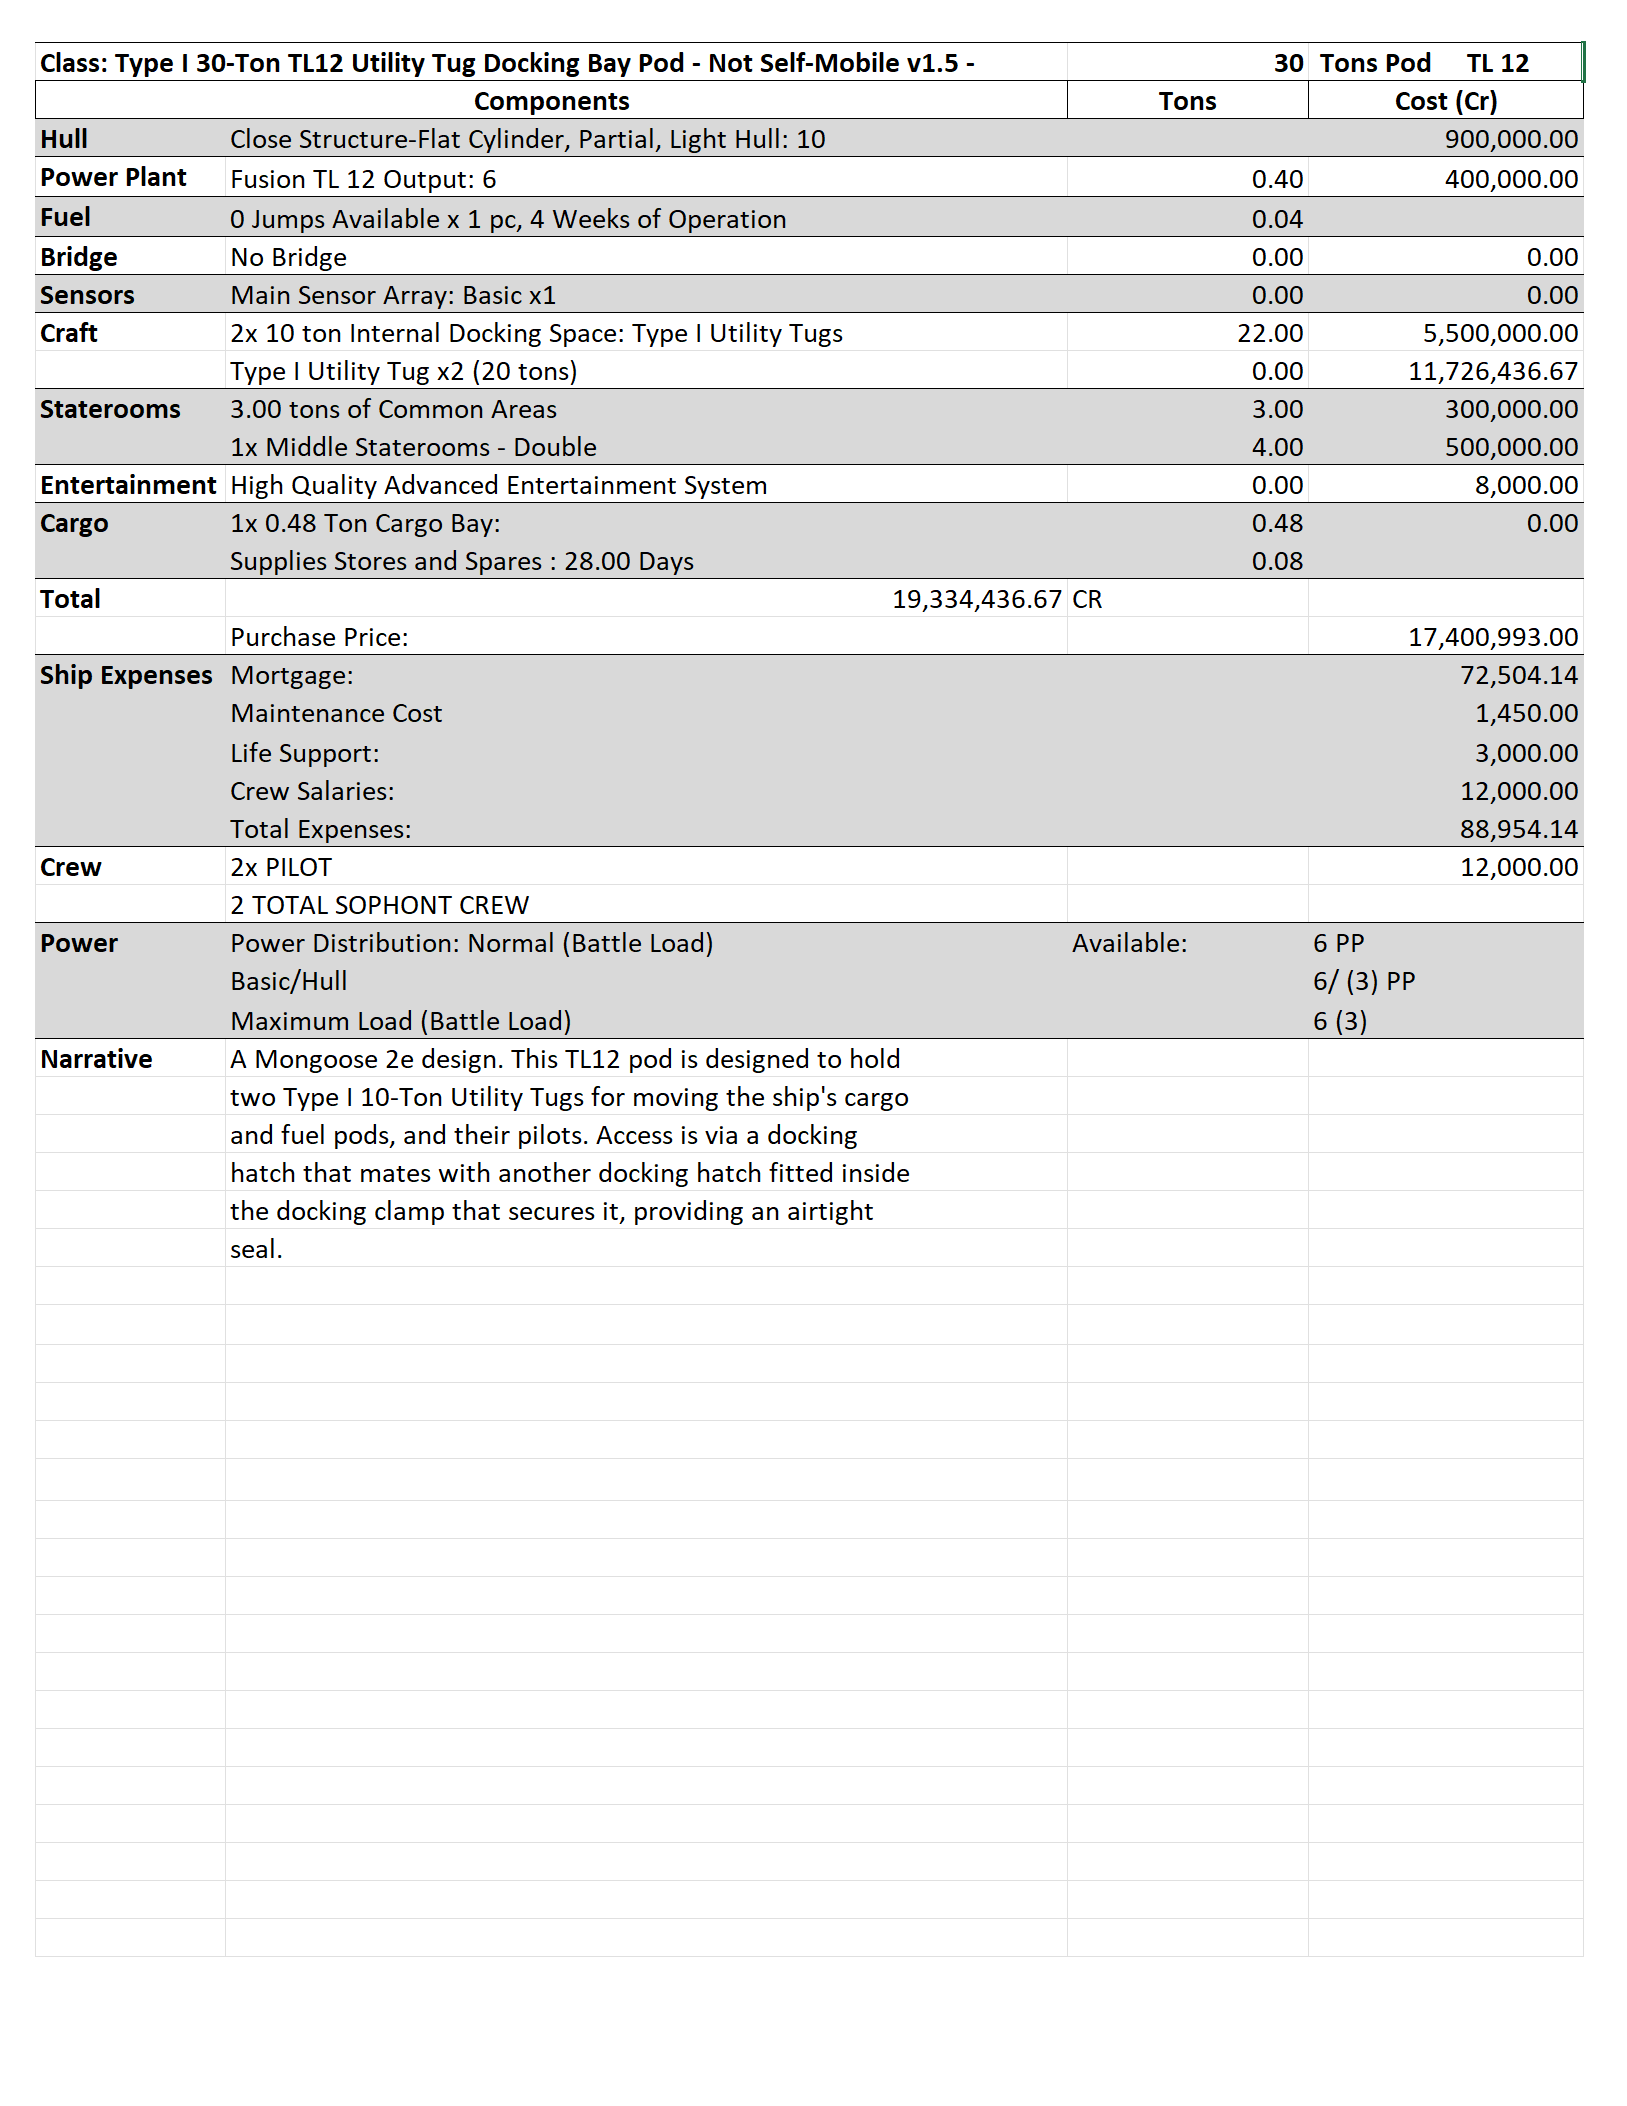 Class: Type I 30-Ton TL12 Utility Tug Docking Bay Pod - Not Self-Mobile v1.5 - 30 Tons Pod TL 12
Components Tons Cost (Cr)
Hull Close Structure-Flat Cylinder, Partial, Light Hull: 10 900,000.00
Power Plant Fusion TL 12 Output: 6 0.40 400,000.00
Fuel 0 Jumps Available x 1 pc, 4 Weeks of Operation 0.04
Bridge No Bridge 0.00 0.00
Sensors Main Sensor Array: Basic x1 0.00 0.00
Craft 2x 10 ton Internal Docking Space: Type I Utility Tugs 22.00 5,500,000.00
Type I Utility Tug x2 (20 tons) 0.00 11,726,436.67
Staterooms 3.00 tons of Common Areas 3.00 300,000.00
1x Middle Staterooms - Double 4.00 500,000.00
Entertainment High Quality Advanced Entertainment System 0.00 8,000.00
Cargo 1x 0.48 Ton Cargo Bay: 0.48 0.00
Supplies Stores and Spares : 28.00 Days 0.08
Total 19,334,436.67 CR
Purchase Price: 17,400,993.00
Ship Expenses Mortgage: 72,504.14
Maintenance Cost 1,450.00
Life Support: 3,000.00
Crew Salaries: 12,000.00
Total Expenses: 88,954.14
Crew 2x PILOT 12,000.00
2 TOTAL SOPHONT CREW
Power Power Distribution: Normal (Battle Load) Available: 6 PP
Basic/Hull 6/ (3) PP
Maximum Load (Battle Load) 6 (3)
Narrative A Mongoose 2e design. This TL12 pod is designed to hold
two Type I 10-Ton Utility Tugs for moving the ship's cargo
and fuel pods, and their pilots. Access is via a docking
hatch that mates with another docking hatch fitted inside
the docking clamp that secures it, providing an airtight
seal.